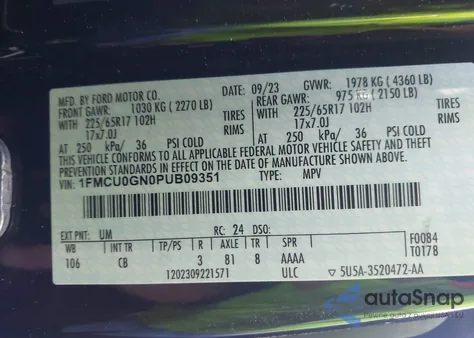 MFD. BY FORD MOTOR CO. 09/23 GVWR: 1978 KG (4360 LB)
FRONT GAWR: 1030 KG (2270 LB) REAR GAWR: 975 KG (2150 LB)
WITH 225/65R17 102H TIRES WITH 225/65R17 102H TIRES
17x7.0J RIMS 17x7.0J RIMS
AT 250 kPa/ 36 PSI COLD AT 250 kPa/ 36 PSI COLD
THIS VEHICLE CONFORMS TO ALL APPLICABLE FEDERAL MOTOR VEHICLE SAFETY AND THEFT
PREVENTION STANDARDS IN EFFECT ON THE DATE OF MANUFACTURE SHOWN ABOVE.
VIN: 1FMCU0GN0PUB09351 TYPE: MPV
EXT PNT: UM RC: 24 DSO: F0084
WB INT TR TP/PS R AXLE TR SPR T0178
106 CB 3 81 8 AAAA
1202309221571 ULC ▽ 5U5A-3520472-AA
autoSnap